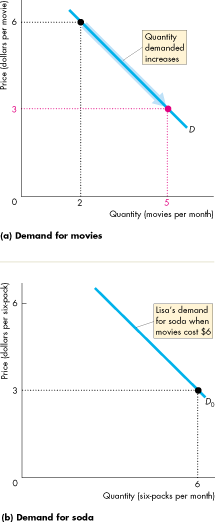 Price (dollars per movie)
6
Quantity
demanded
increases
3
D
0
2
5
Quantity (movies per month)
(a) Demand for movies
Price (dollars per six-pack)
6
Lisa's demand
for soda when
movies cost $6
3
D0
0
6
Quantity (six-packs per month)
(b) Demand for soda